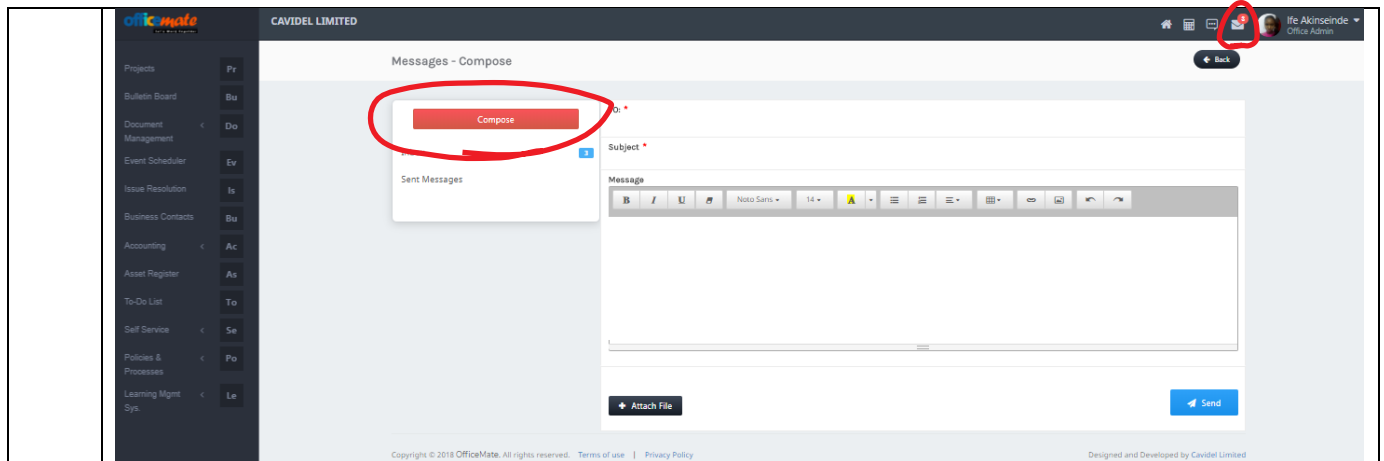 officemate
Let's Work Together
CAVIDEL LIMITED
Ife Akinseinde
Office Admin
Messages - Compose
Back
Projects Pr
Bulletin Board Bu
Document Do
Management
Event Scheduler Ev
Issue Resolution Is
Business Contacts Bu
Accounting Ac
Asset Register As
To-Do List To
Self Service Se
Policies & Po
Processes
Learning Mgmt Le
Sys.
Compose
3
Sent Messages
Subject *
Message
B I U Noto Sans 14 A
Attach File
Send
Copyright © 2018 OfficeMate. All rights reserved. Terms of use | Privacy Policy
Designed and Developed by Cavidel Limited